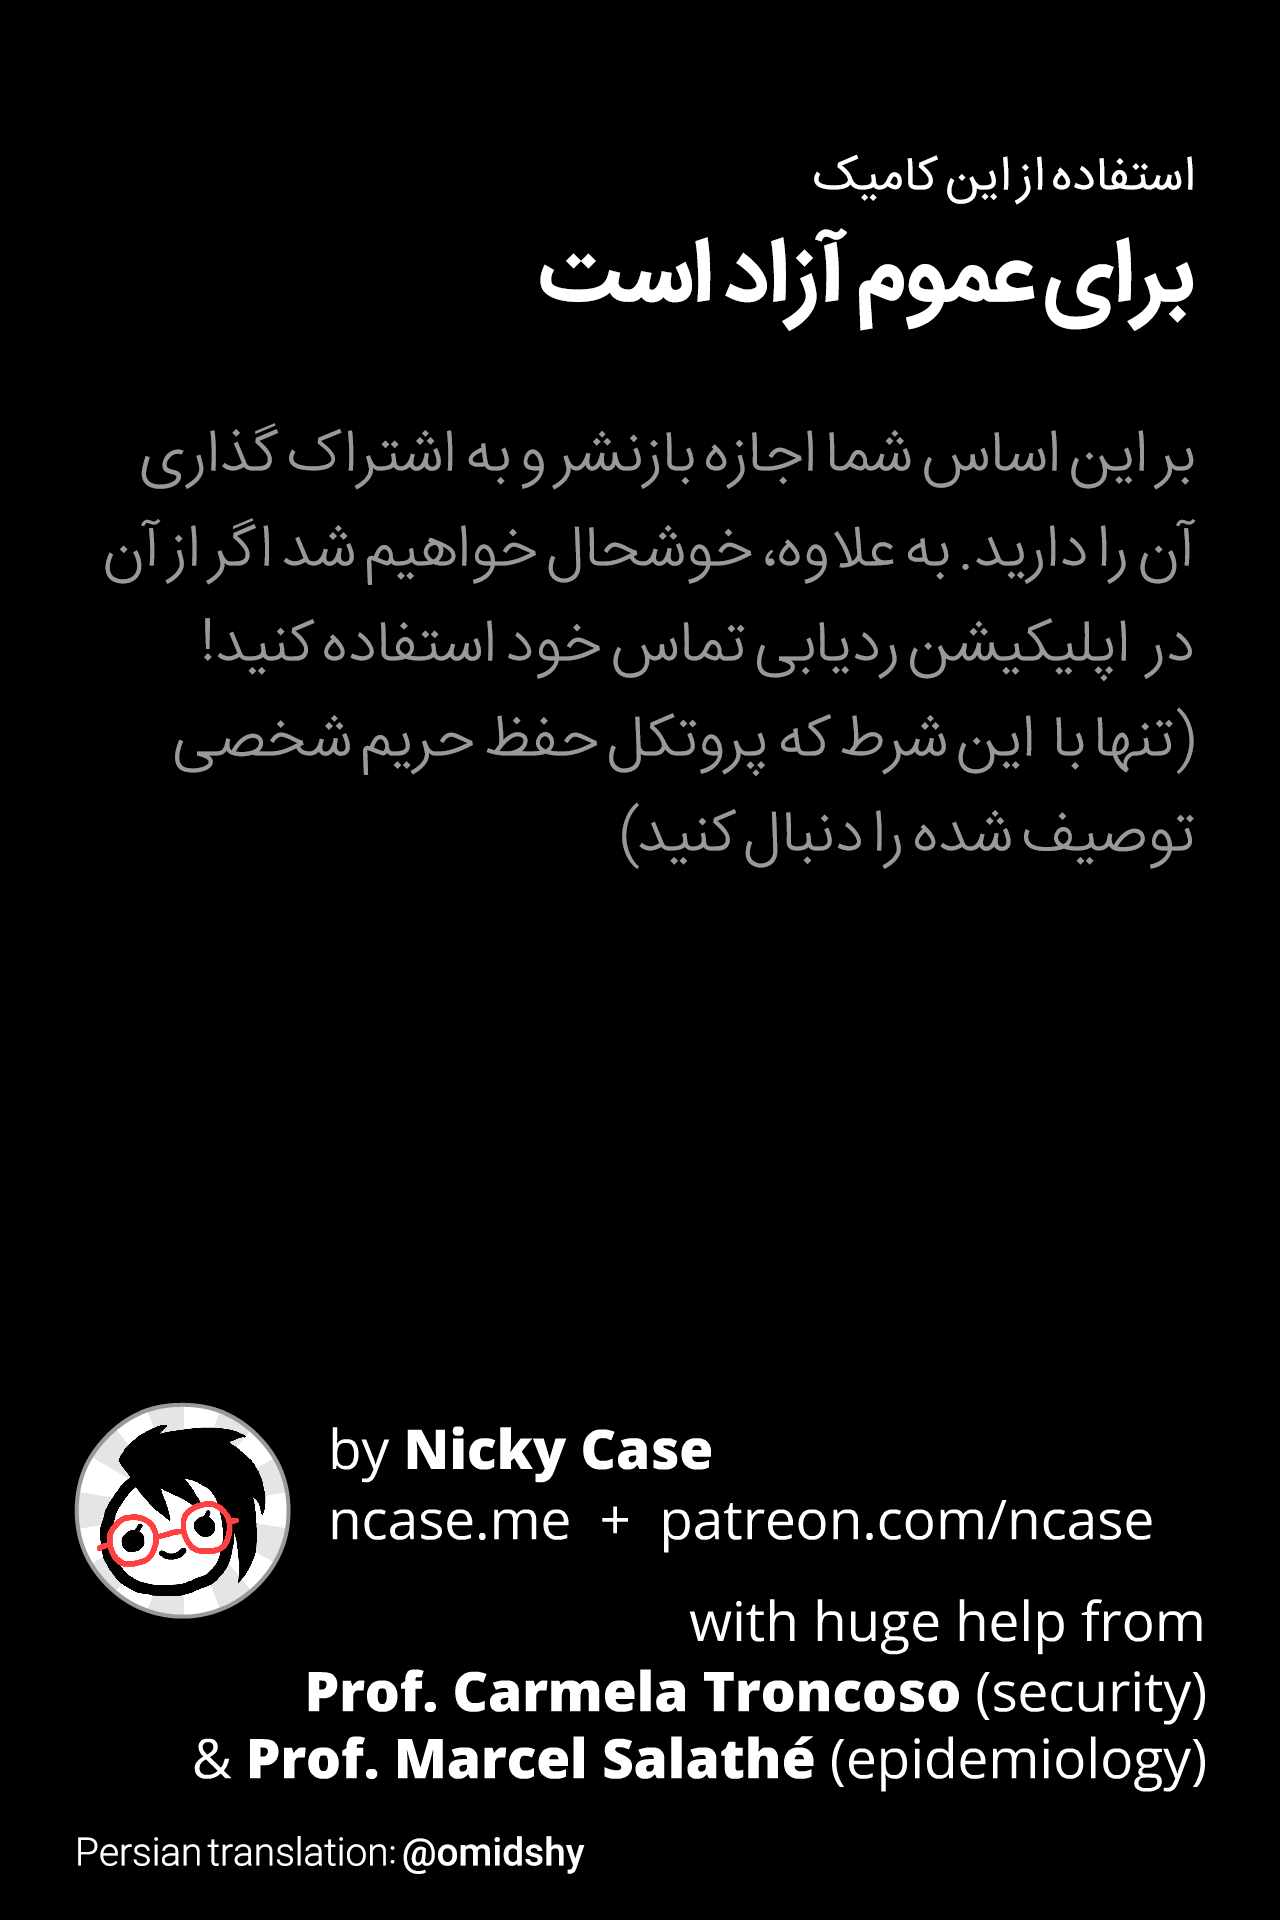 استفاده از این کامیک
برای عموم آزاد است
بر این اساس شما اجازه بازنشر و به اشتراک گذاری
آن را دارید. به علاوه، خوشحال خواهیم شد اگر از آن
در اپلیکیشن ردیابی تماس خود استفاده کنید!
(تنها با این شرط که پروتکل حفظ حریم شخصی
توصیف شده را دنبال کنید)
by Nicky Case
ncase.me + patreon.com/ncase
with huge help from
Prof. Carmela Troncoso (security)
& Prof. Marcel Salathé (epidemiology)
Persian translation: @omidshy